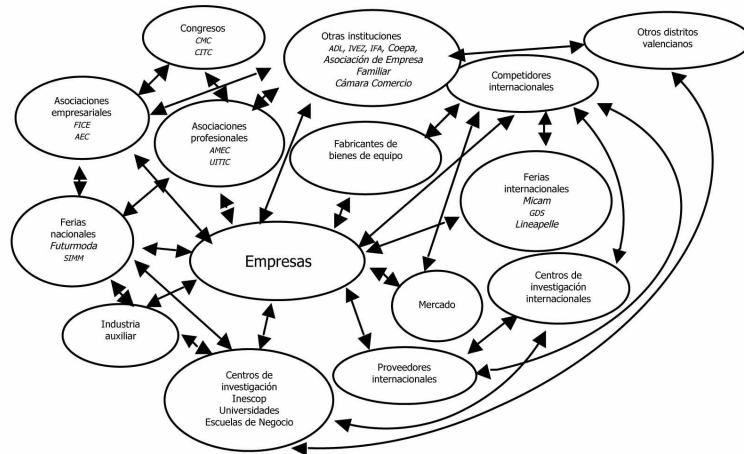 Congresos
CMC
CITC
Otras instituciones
ADL, IVEZ, IFA, Coepa,
Asociación de Empresa
Familiar
Cámara Comercio
Otros distritos
valencianos
Competidores
internacionales
Asociaciones
empresariales
FICE
AEC
Asociaciones
profesionales
AMEC
UITIC
Fabricantes de
bienes de equipo
Ferias
internacionales
Micam
GDS
Lineapelle
Ferias
nacionales
Futurmoda
SIMM
Empresas
Centros de
investigación
internacionales
Mercado
Industria
auxiliar
Centros de
investigación
Inescop
Universidades
Escuelas de Negocio
Proveedores
internacionales